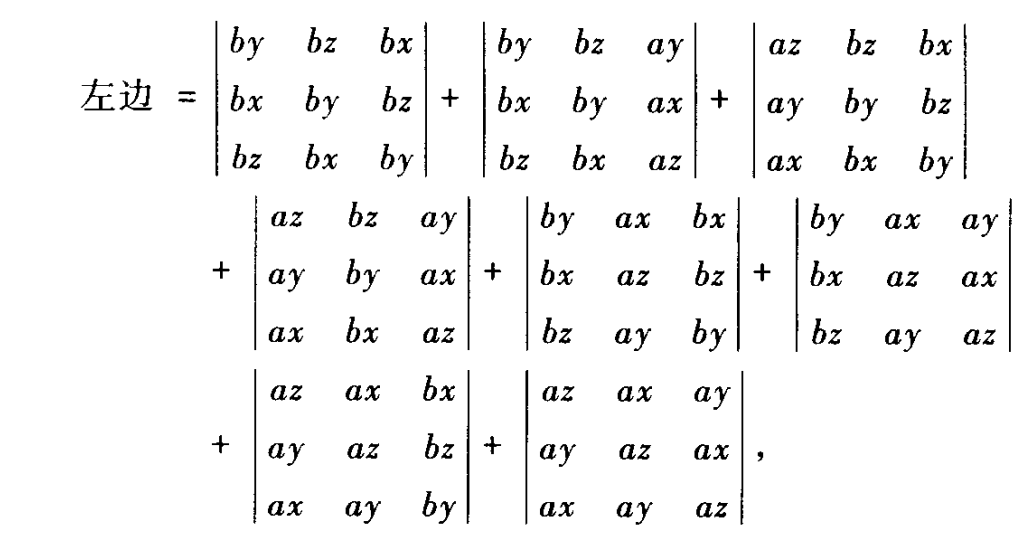 by bz bx by bz ay az bz bx
左边 = bx by bz + bx by ax + ay by bz
bz bx by bz bx az ax bx by
az bz ay by ax bx by ax ay
+ ay by ax + bx az bz + bx az ax
ax bx az bz ay by bz ay az
az ax bx az ax ay
+ ay az bz + ay az ax ,
ax ay by ax ay az